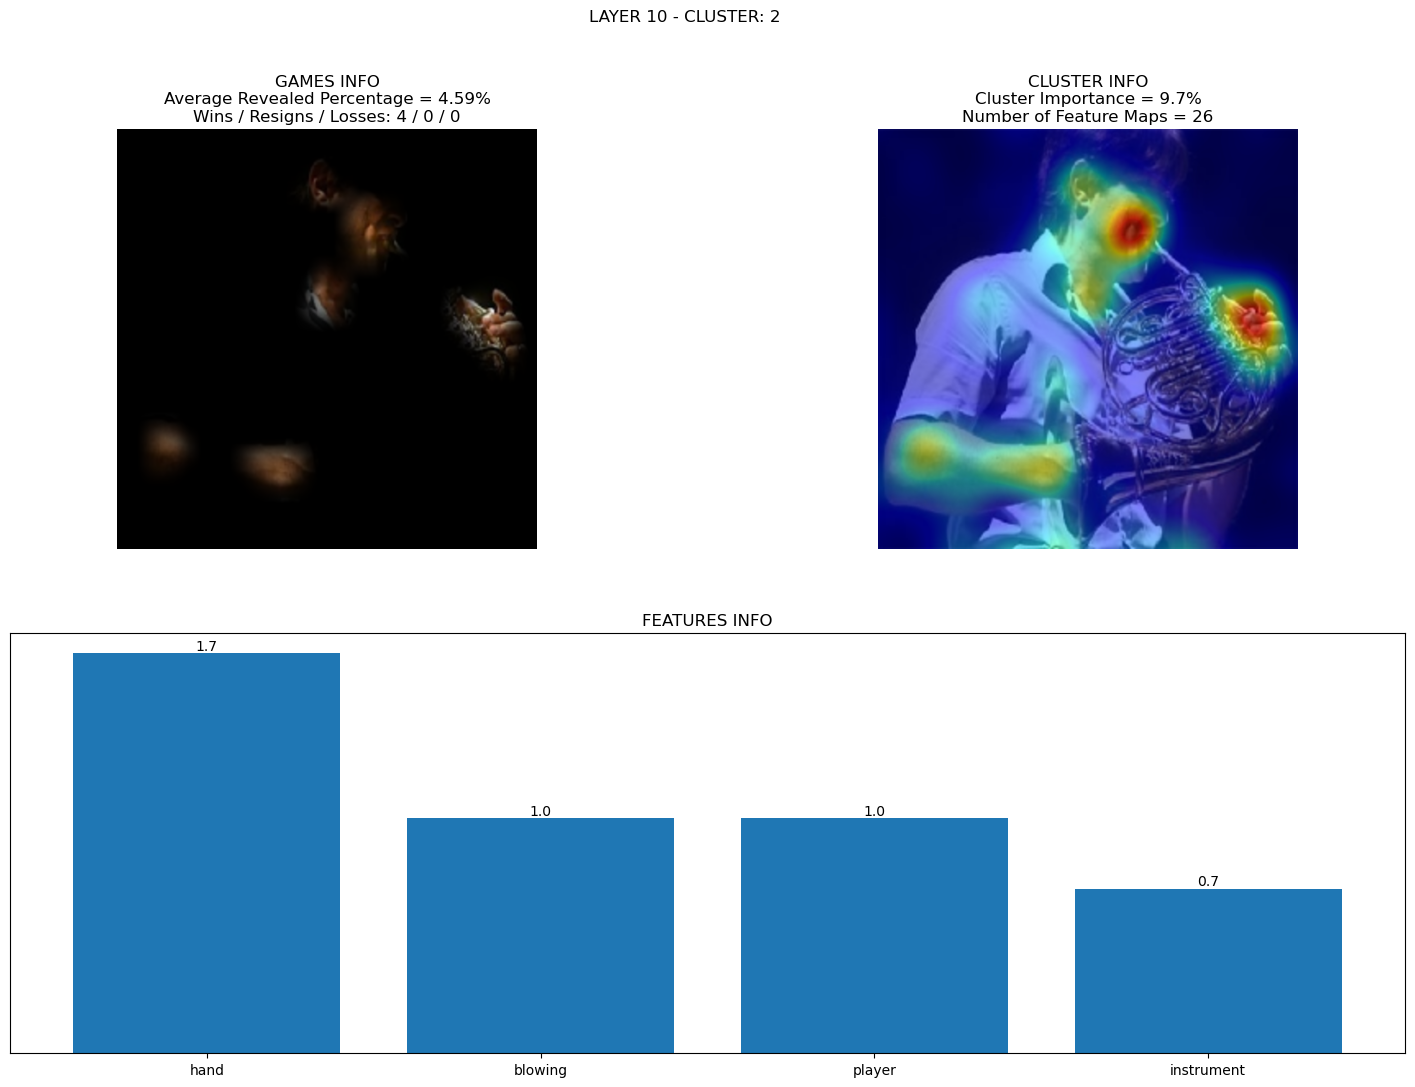 LAYER 10 - CLUSTER: 2
GAMES INFO
Average Revealed Percentage = 4.59%
Wins / Resigns / Losses: 4 / 0 / 0
CLUSTER INFO
Cluster Importance = 9.7%
Number of Feature Maps = 26
FEATURES INFO
1.7
1.0
1.0
0.7
hand
blowing
player
instrument